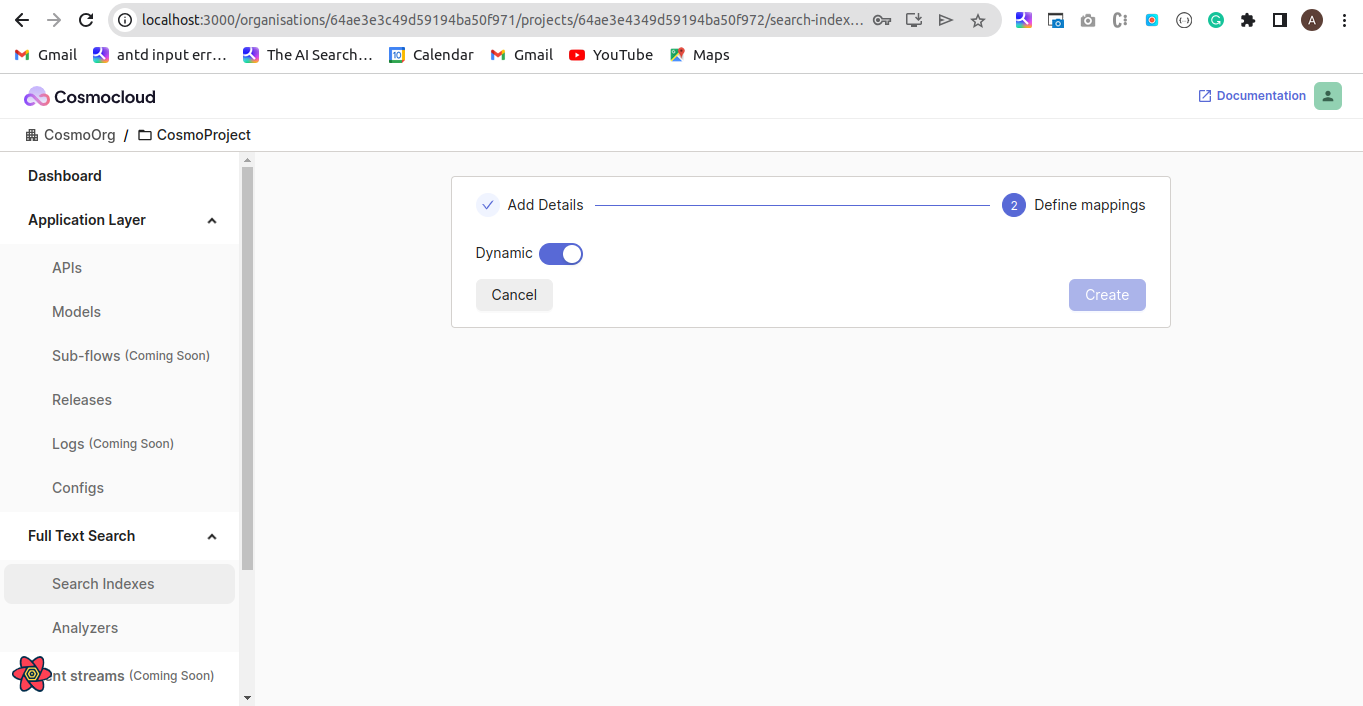 localhost:3000/organisations/64ae3e3c49d59194ba50f971/projects/64ae3e4349d59194ba50f972/search-index...
A
Gmail antd input err... The AI Search... 10 Calendar Gmail YouTube Maps
Cosmocloud
Documentation
CosmoOrg / CosmoProject
Dashboard
Application Layer
APIs
Models
Sub-flows (Coming Soon)
Releases
Logs (Coming Soon)
Configs
Full Text Search
Search Indexes
Analyzers
nt streams (Coming Soon)
Add Details
2 Define mappings
Dynamic
Cancel
Create